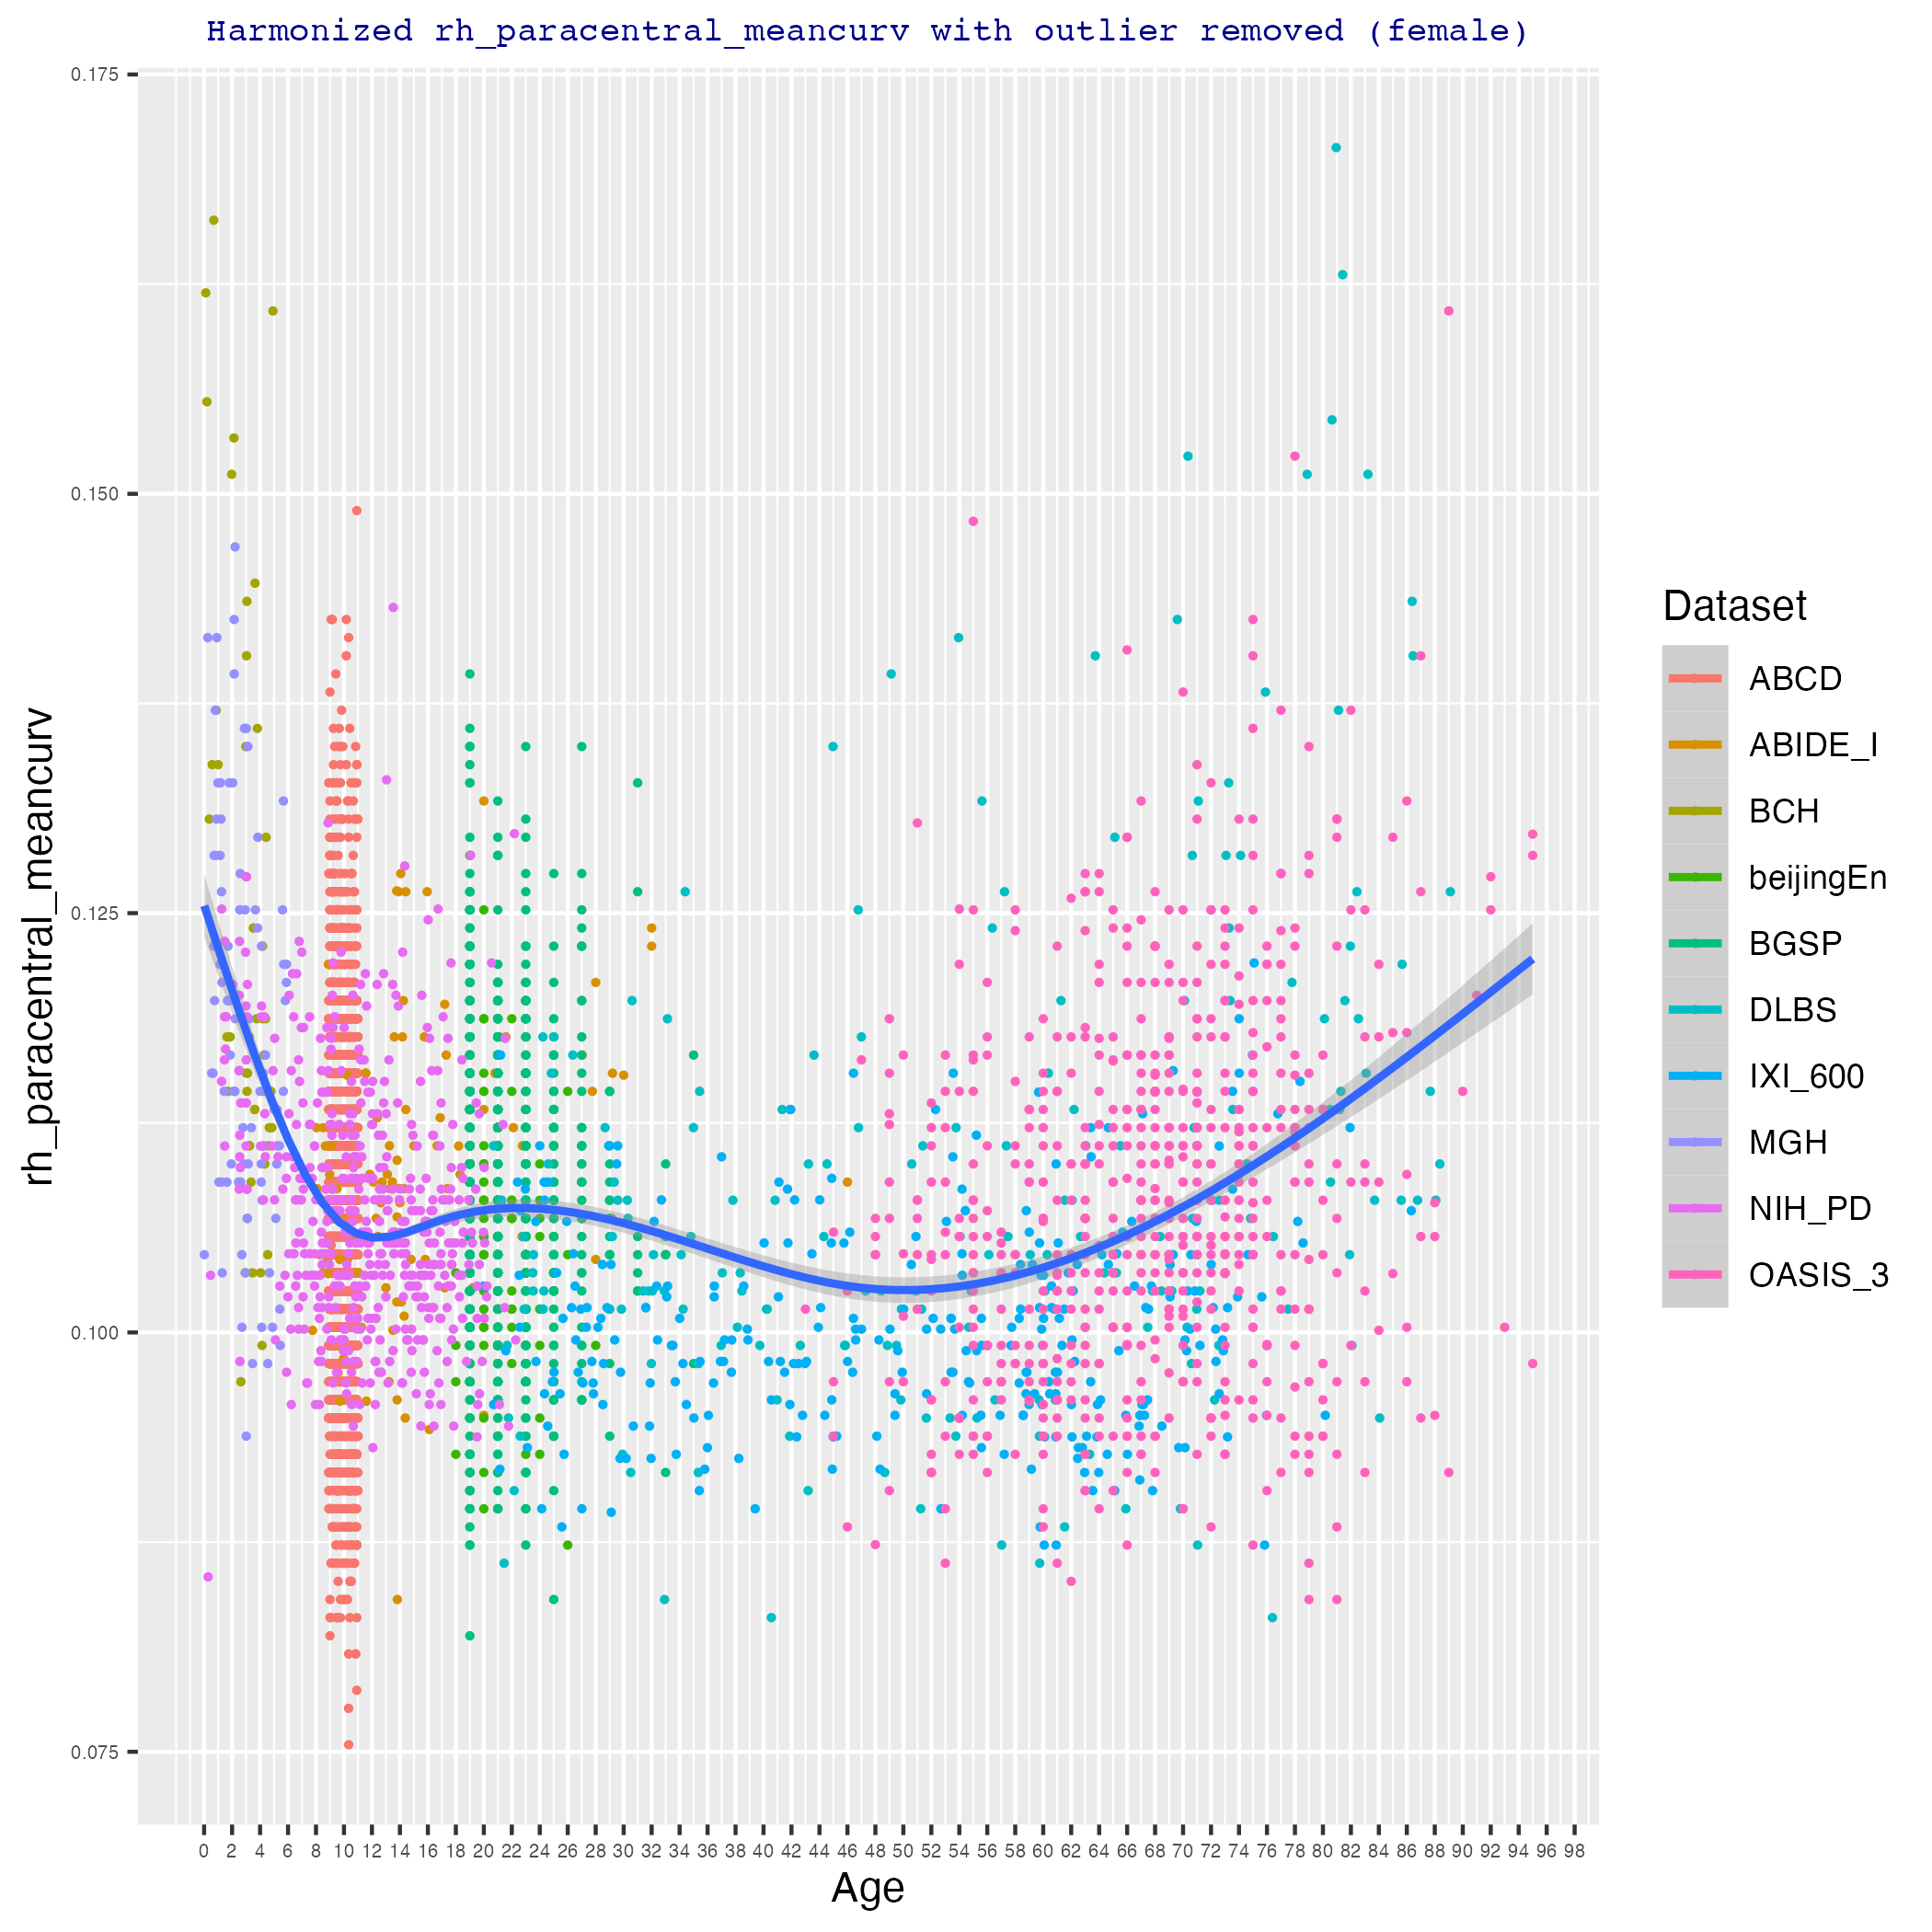 Harmonized rh_paracentral_meancurv with outlier removed (female)
rh_paracentral_meancurv
0.175
0.150
0.125
0.100
0.075
0 2 4 6 8 10 12 14 16 18 20 22 24 26 28 30 32 34 36 38 40 42 44 46 48 50 52 54 56 58 60 62 64 66 68 70 72 74 76 78 80 82 84 86 88 90 92 94 96 98
Age
Dataset
ABCD
ABIDE_I
BCH
beijingEn
BGSP
DLBS
IXI_600
MGH
NIH_PD
OASIS_3